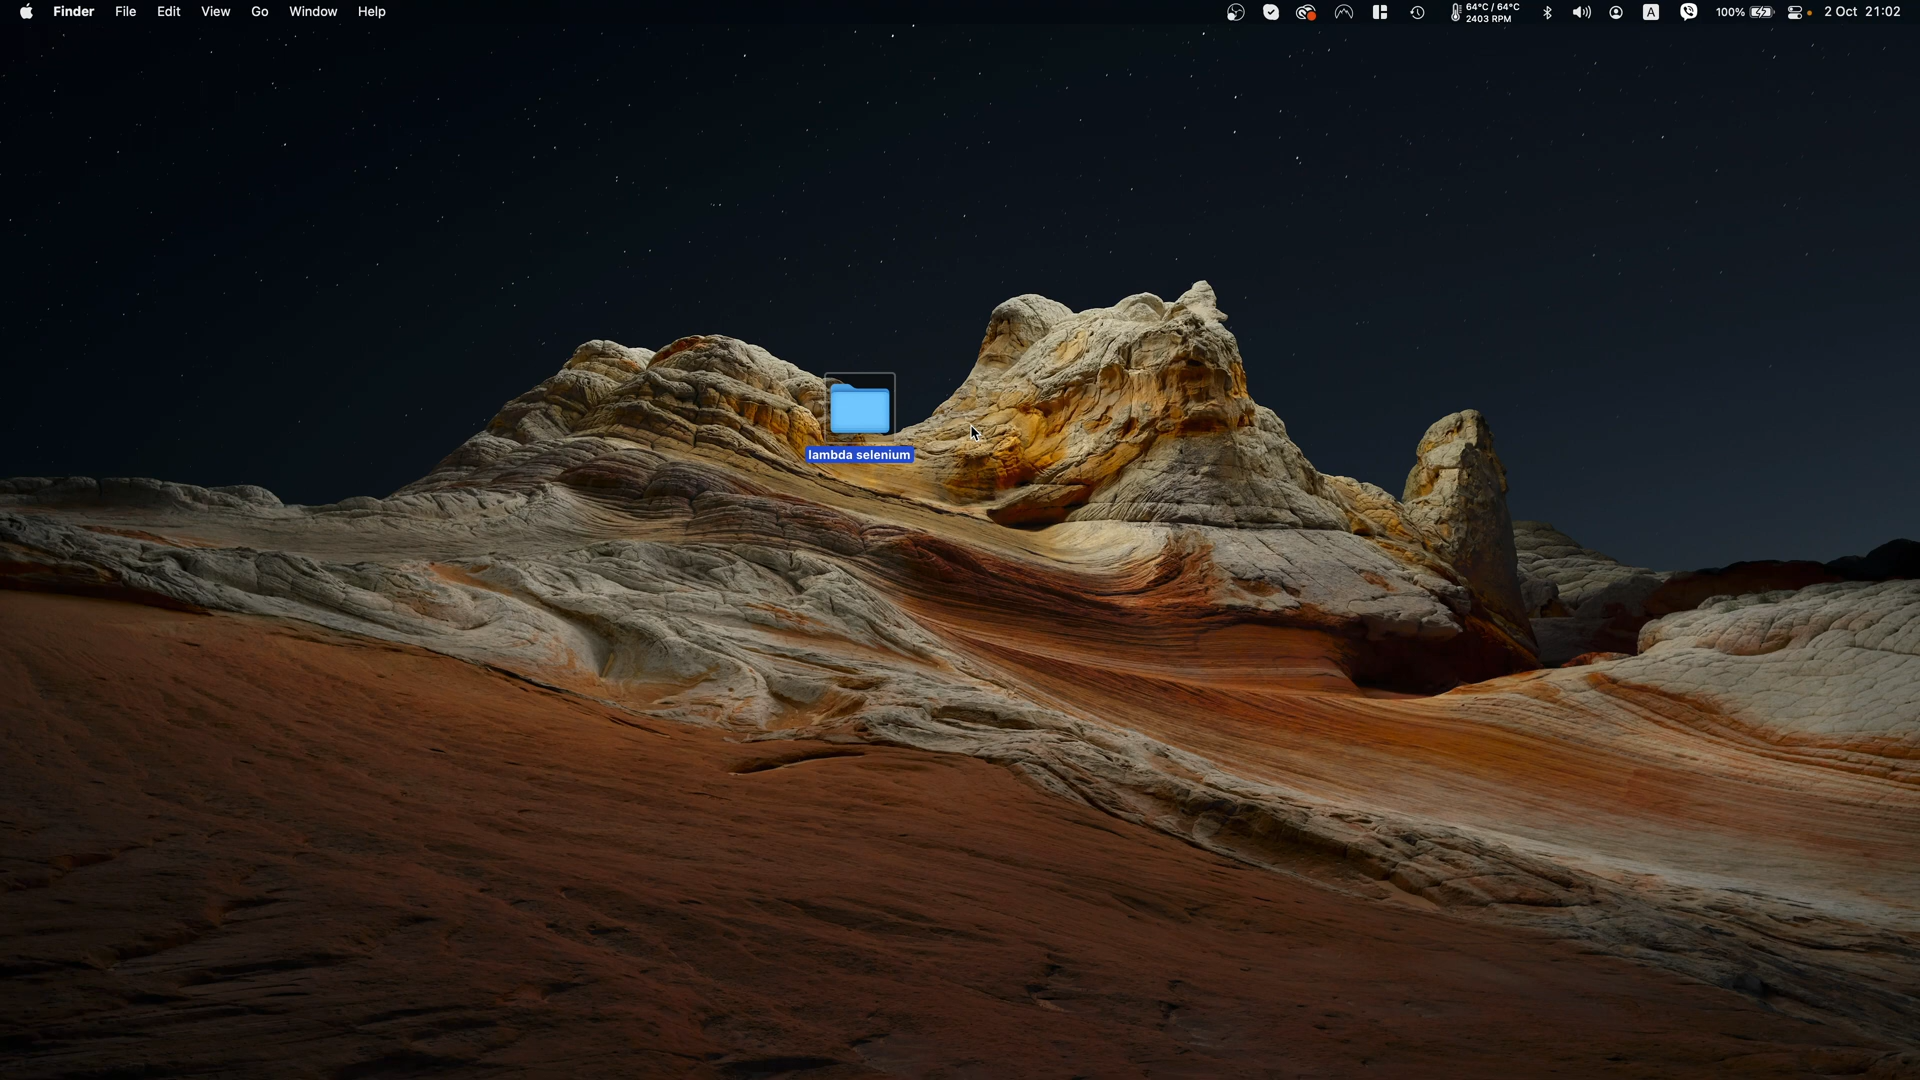 Finder File Edit View Go Window Help
64°C / 64°C
2403 RPM
A
100%
2 Oct 21:02
lambda selenium